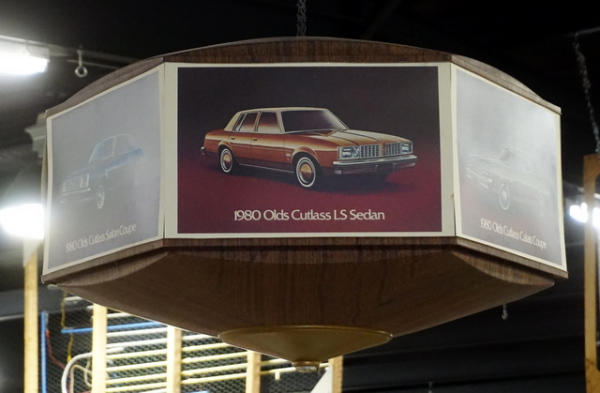 1980 Olds Cutlass Salon Coupe
1980 Olds Cutlass LS Sedan
1980 Olds Cutlass Calais Coupe